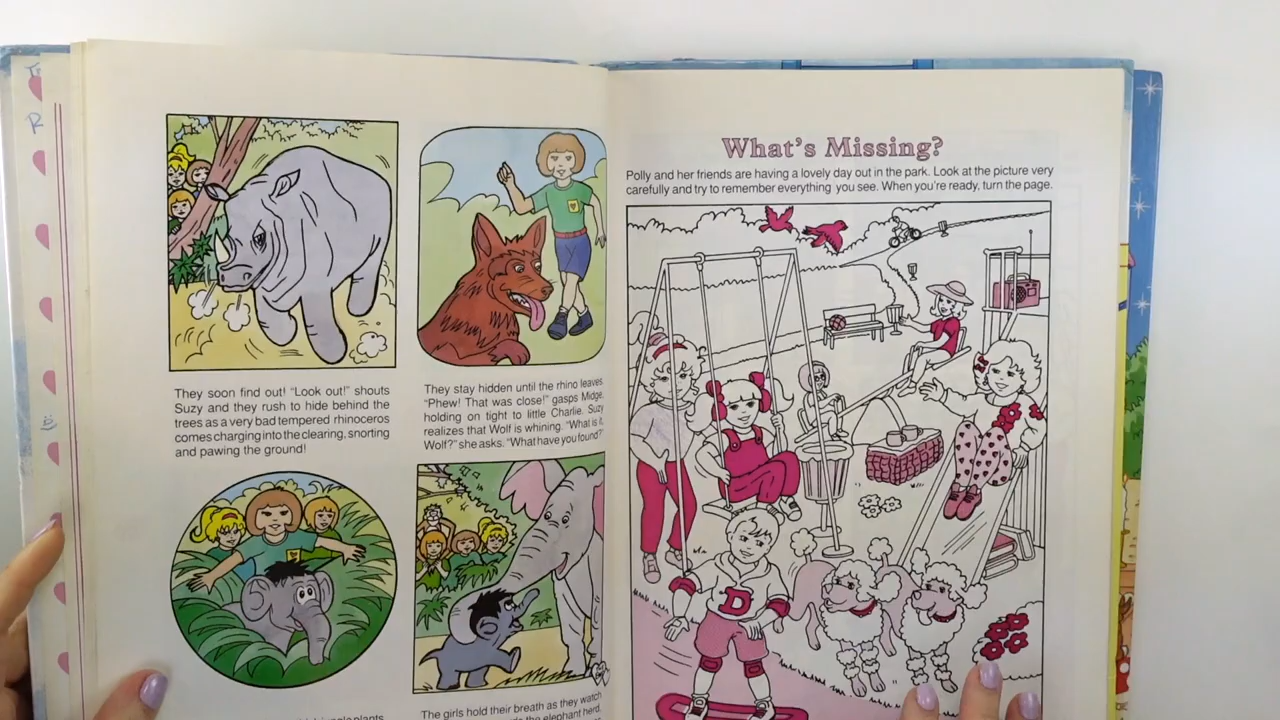 They soon find out! "Look out!" shouts
Suzy and they rush to hide behind the
trees as a very bad tempered rhinoceros
comes charging into the clearing, snorting
and pawing the ground!
They stay hidden until the rhino leaves
"Phew! That was close!" gasps Midge,
holding on tight to little Charlie. Suzy
realizes that Wolf is whining. "What is it,
Wolf?" she asks. "What have you found?"
The girls hold their breath as they watch
the elephant herd.
What's Missing?
Polly and her friends are having a lovely day out in the park. Look at the picture very
carefully and try to remember everything you see. When you're ready, turn the page.
D
R